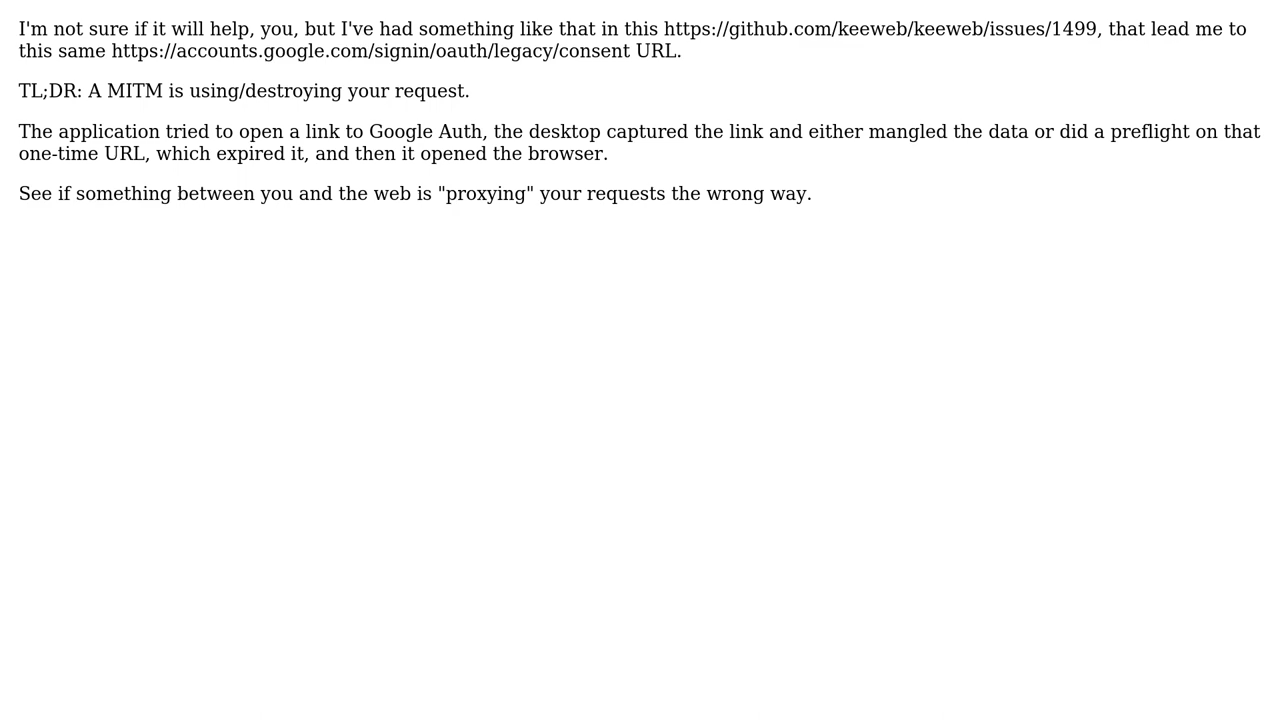 I'm not sure if it will help, you, but I've had something like that in this https://github.com/keeweb/keeweb/issues/1499, that lead me to
this same https://accounts.google.com/signin/oauth/legacy/consent URL.
TL;DR: A MITM is using/destroying your request.
The application tried to open a link to Google Auth, the desktop captured the link and either mangled the data or did a preflight on that
one-time URL, which expired it, and then it opened the browser.
See if something between you and the web is "proxying" your requests the wrong way.